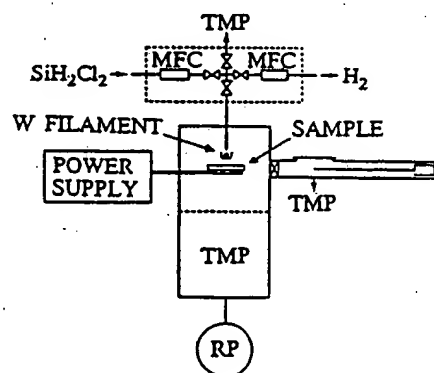 TMP
MFC MFC
SiH₂Cl₂ H₂
W FILAMENT SAMPLE
POWER
SUPPLY
TMP
TMP
RP